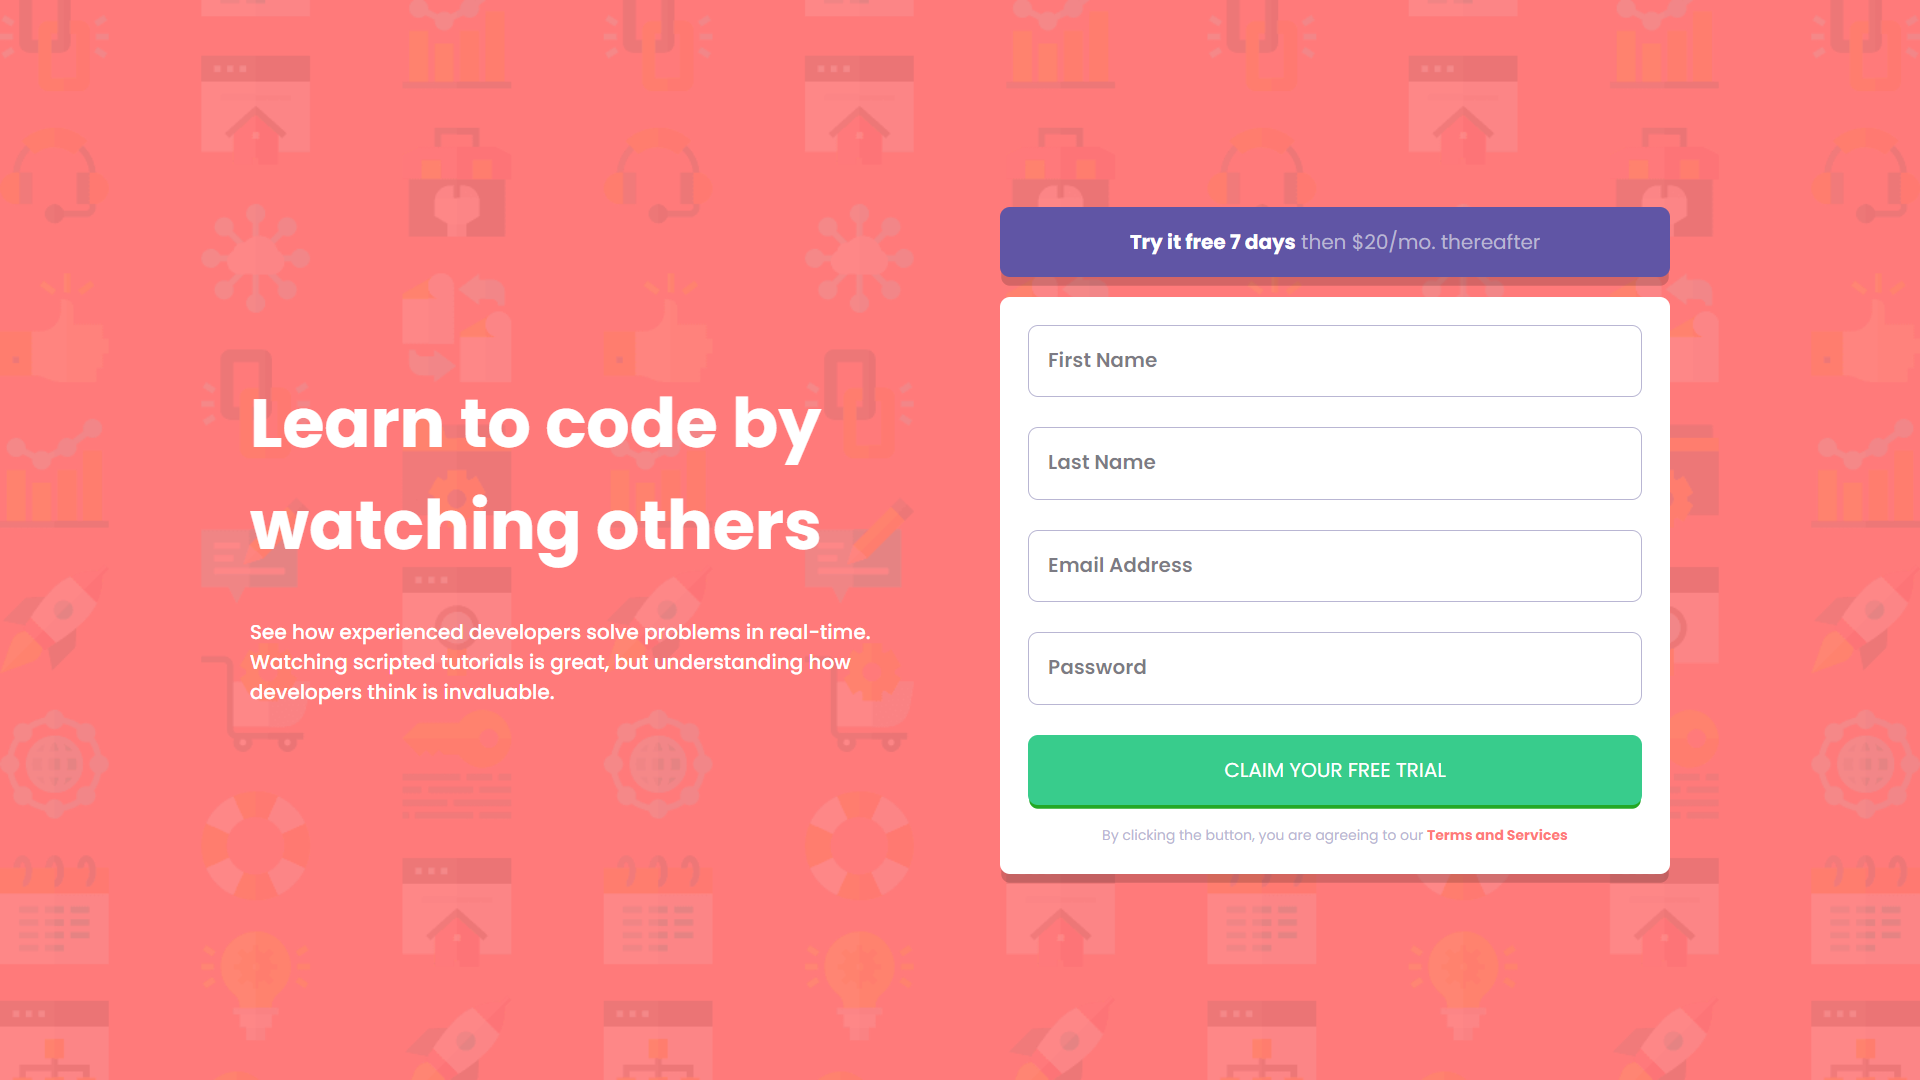 Learn to code by
watching others
See how experienced developers solve problems in real-time.
Watching scripted tutorials is great, but understanding how
developers think is invaluable.
Try it free 7 days then $20/mo. thereafter
First Name
Last Name
Email Address
Password
CLAIM YOUR FREE TRIAL
By clicking the button, you are agreeing to our Terms and Services